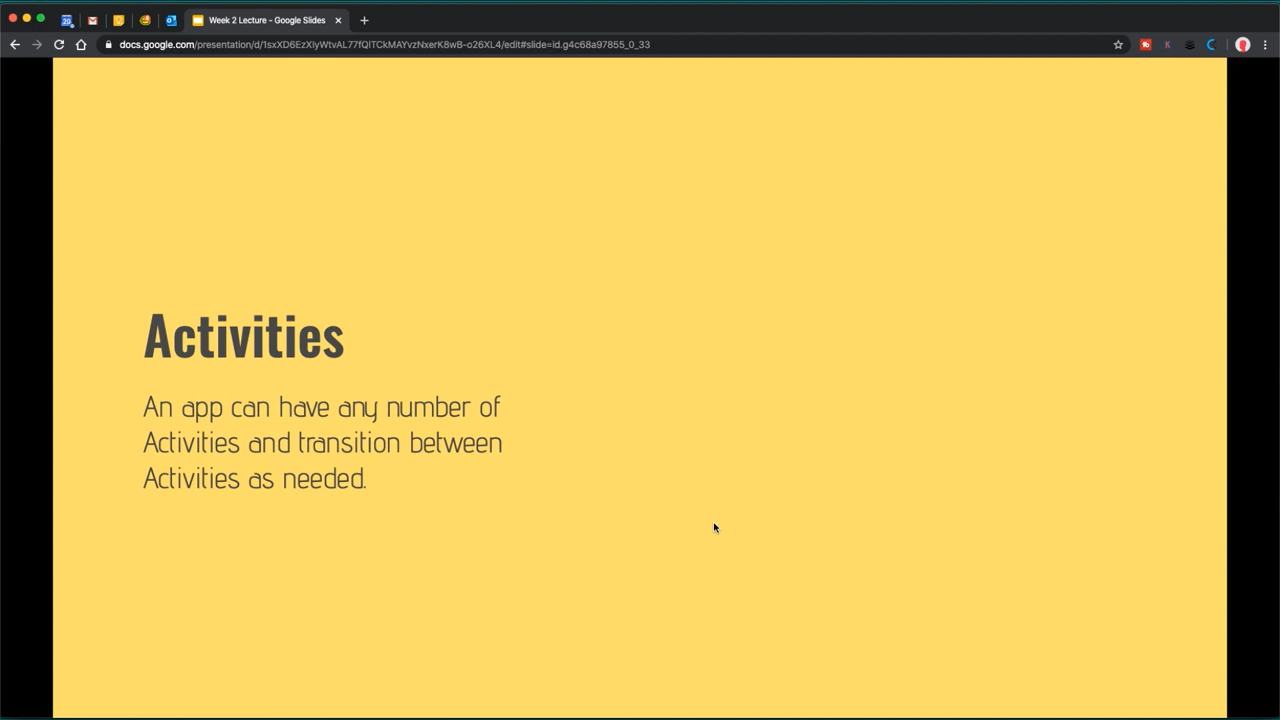 Week 2 Lecture - Google Slides
docs.google.com/presentation/d/1sxXD6EzXlyWtvAL77fQlTCkMAYvzNxerK8wB-o26XL4/edit#slide=id.g4c68a97855_0_33
Activities
An app can have any number of
Activities and transition between
Activities as needed.